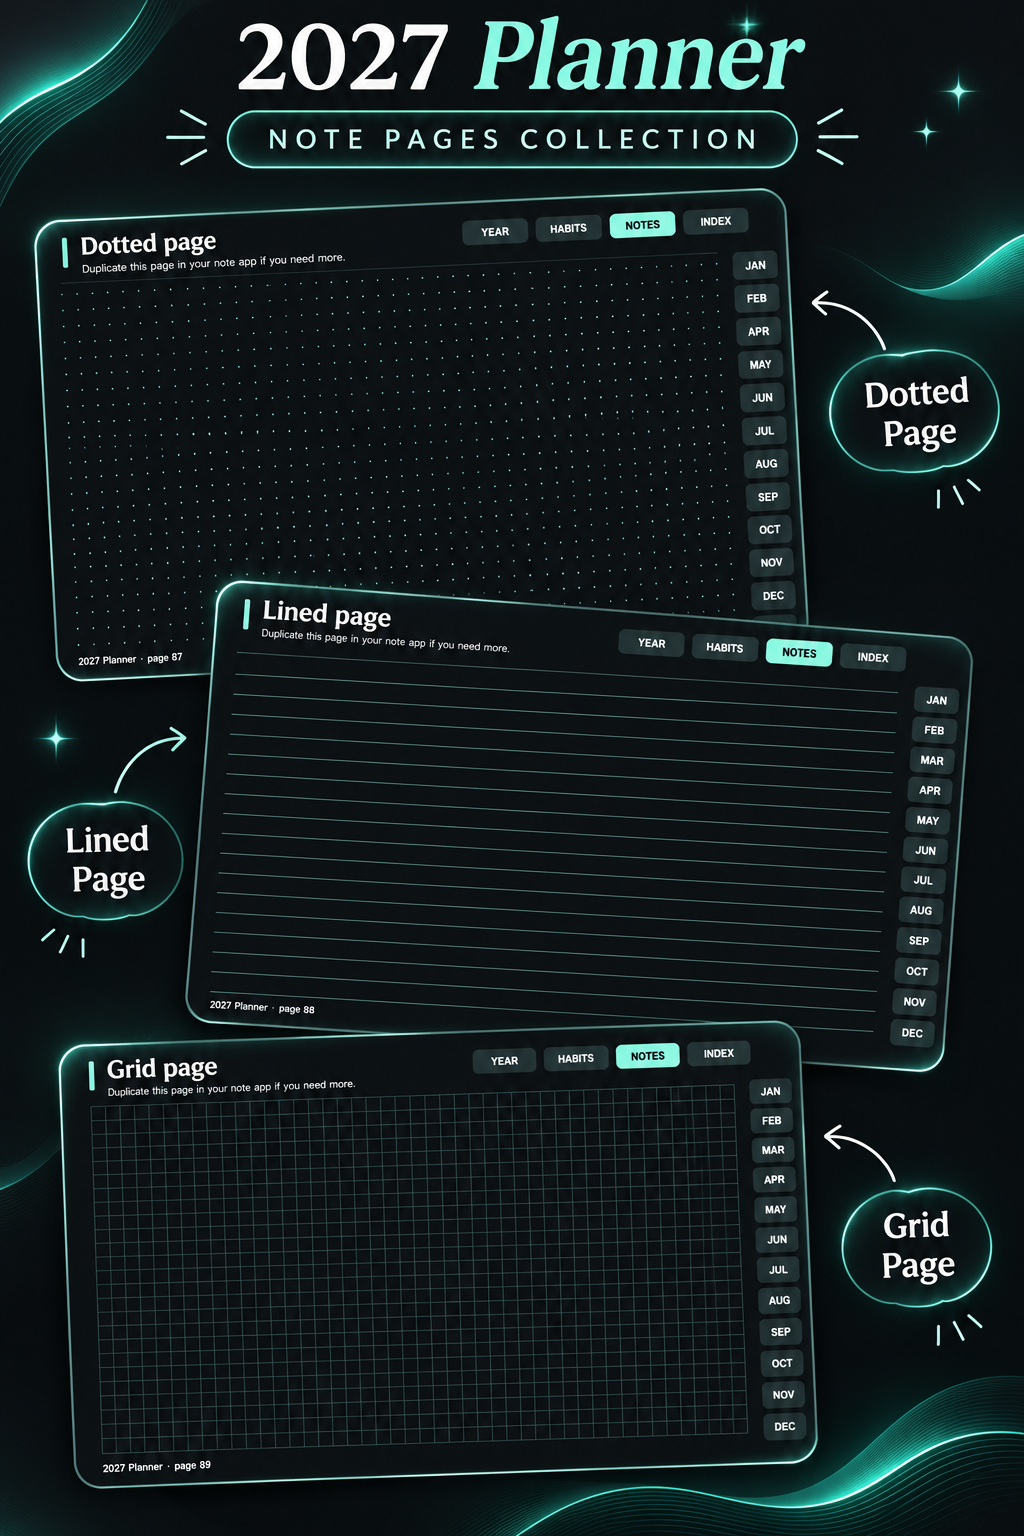 2027 Planner
NOTE PAGES COLLECTION
Dotted page
Duplicate this page in your note app if you need more.
YEAR HABITS NOTES INDEX
JAN
FEB
APR
MAY
JUN
JUL
AUG
SEP
OCT
NOV
DEC
2027 Planner · page 87
Dotted
Page
Lined page
Duplicate this page in your note app if you need more.
YEAR HABITS NOTES INDEX
JAN
FEB
MAR
APR
MAY
JUN
JUL
AUG
SEP
OCT
NOV
DEC
2027 Planner · page 88
Lined
Page
Grid page
Duplicate this page in your note app if you need more.
YEAR HABITS NOTES INDEX
JAN
FEB
MAR
APR
MAY
JUN
JUL
AUG
SEP
OCT
NOV
DEC
2027 Planner · page 89
Grid
Page